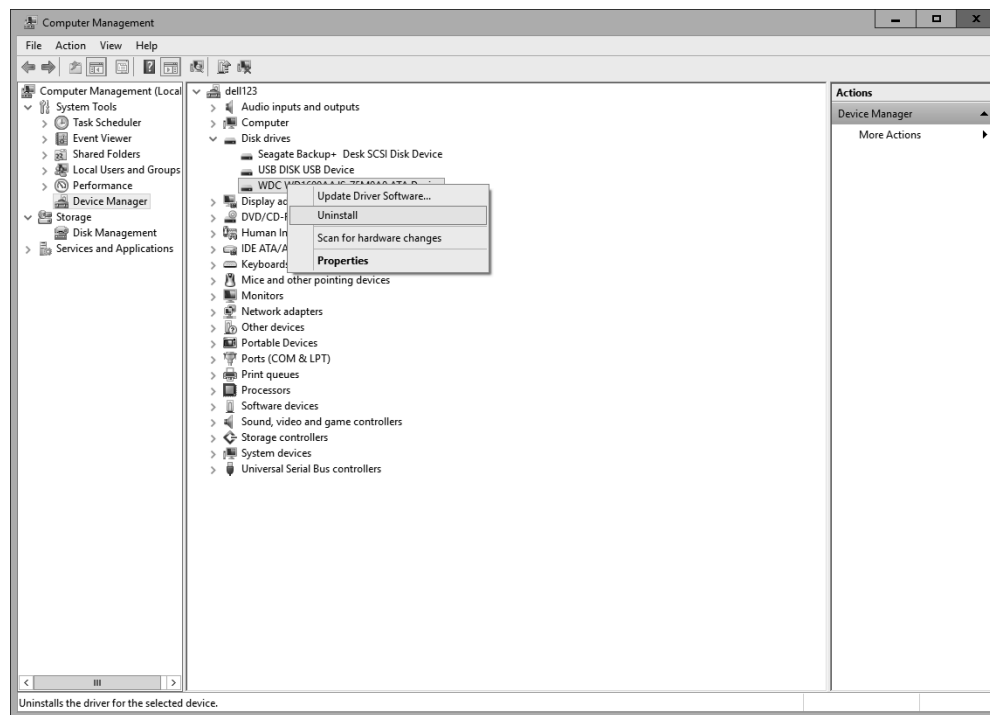 Computer Management
File Action View Help
Computer Management (Local
System Tools
Task Scheduler
Event Viewer
Shared Folders
Local Users and Groups
Performance
Device Manager
Storage
Disk Management
Services and Applications
dell123
Audio inputs and outputs
Computer
Disk drives
Seagate Backup+ Desk SCSI Disk Device
USB DISK USB Device
WDC
Display ad
DVD/CD-R
Human In
IDE ATA/A
Keyboards
Mice and other pointing devices
Monitors
Network adapters
Other devices
Portable Devices
Ports (COM & LPT)
Print queues
Processors
Software devices
Sound, video and game controllers
Storage controllers
System devices
Universal Serial Bus controllers
Update Driver Software...
Uninstall
Scan for hardware changes
Properties
Actions
Device Manager
More Actions
Uninstalls the driver for the selected device.